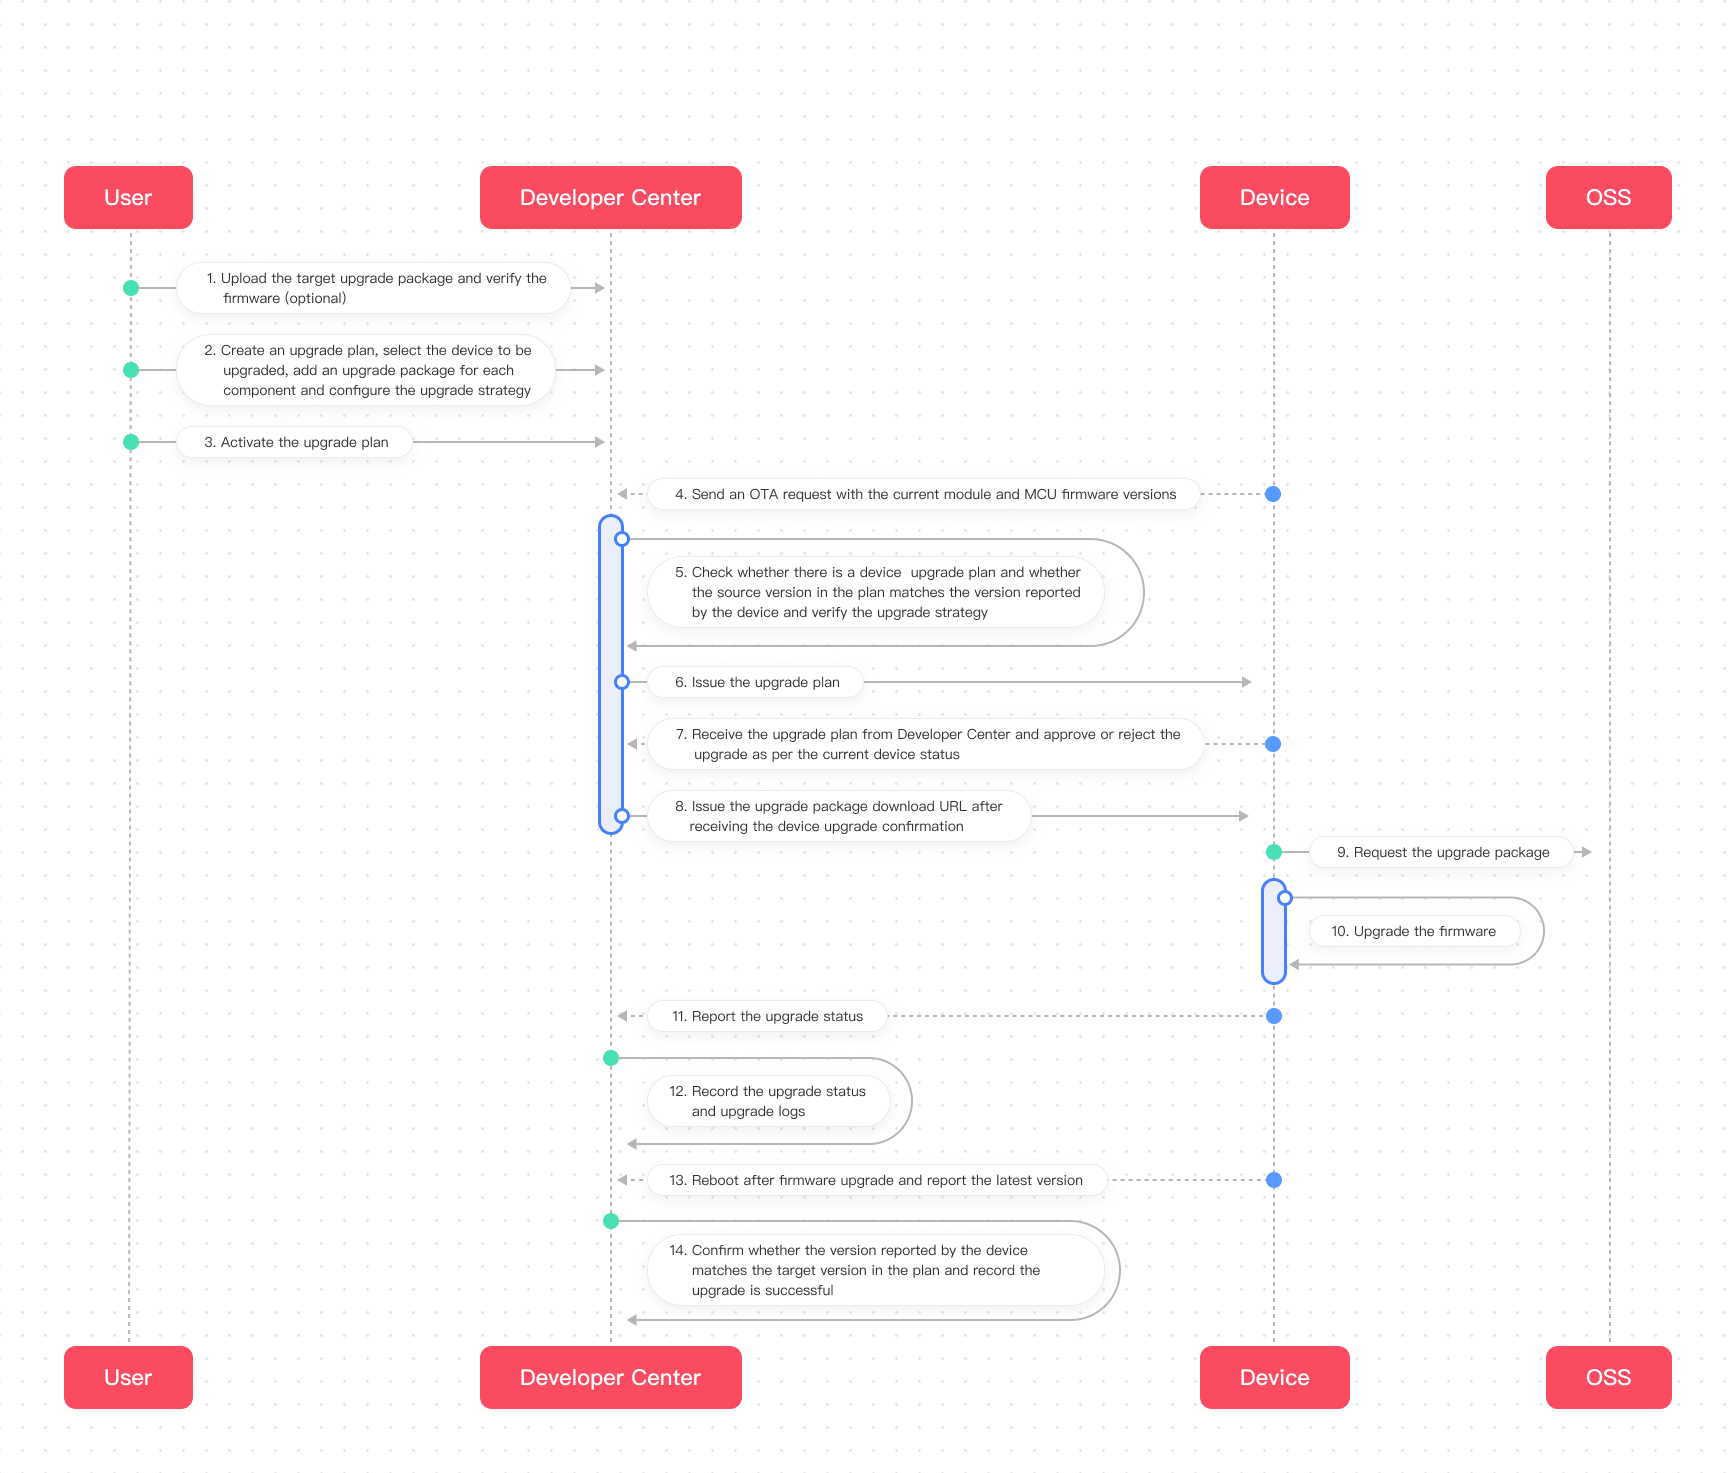 User
Developer Center
Device
OSS
1. Upload the target upgrade package and verify the
firmware (optional)
2. Create an upgrade plan, select the device to be
upgraded, add an upgrade package for each
component and configure the upgrade strategy
3. Activate the upgrade plan
4. Send an OTA request with the current module and MCU firmware versions
5. Check whether there is a device  upgrade plan and whether
the source version in the plan matches the version reported
by the device and verify the upgrade strategy
6. Issue the upgrade plan
7. Receive the upgrade plan from Developer Center and approve or reject the
upgrade as per the current device status
8. Issue the upgrade package download URL after
receiving the device upgrade confirmation
9. Request the upgrade package
10. Upgrade the firmware
11. Report the upgrade status
12. Record the upgrade status
and upgrade logs
13. Reboot after firmware upgrade and report the latest version
14. Confirm whether the version reported by the device
matches the target version in the plan and record the
upgrade is successful
User
Developer Center
Device
OSS